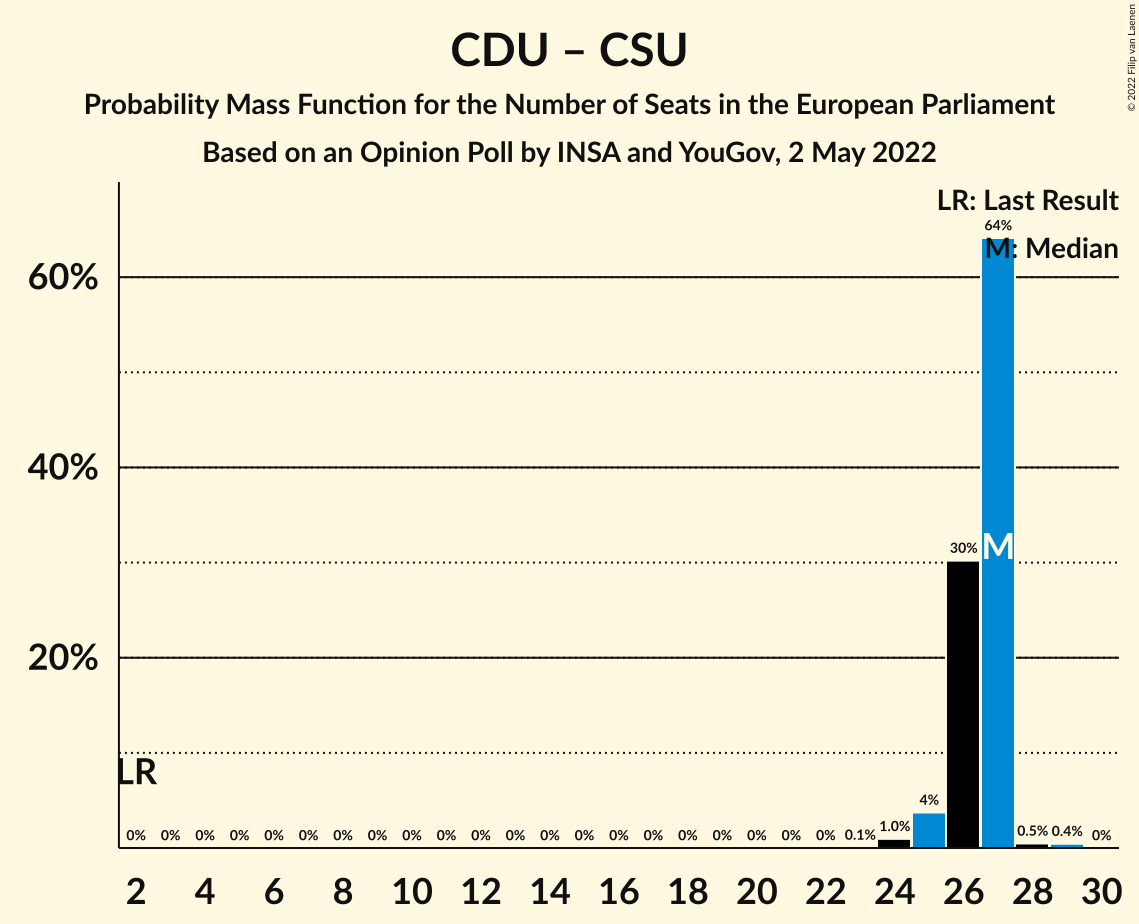 CDU – CSU
Probability Mass Function for the Number of Seats in the European Parliament
Based on an Opinion Poll by INSA and YouGov, 2 May 2022
© 2022 Filip van Laenen
LR: Last Result
M: Median
64%
60%
40%
30%
M
20%
LR
4%
0% 0% 0% 0% 0% 0% 0% 0% 0% 0% 0% 0% 0% 0% 0% 0% 0% 0% 0% 0% 0% 0.1% 1.0% 0.5% 0.4% 0%
2 4 6 8 10 12 14 16 18 20 22 24 26 28 30